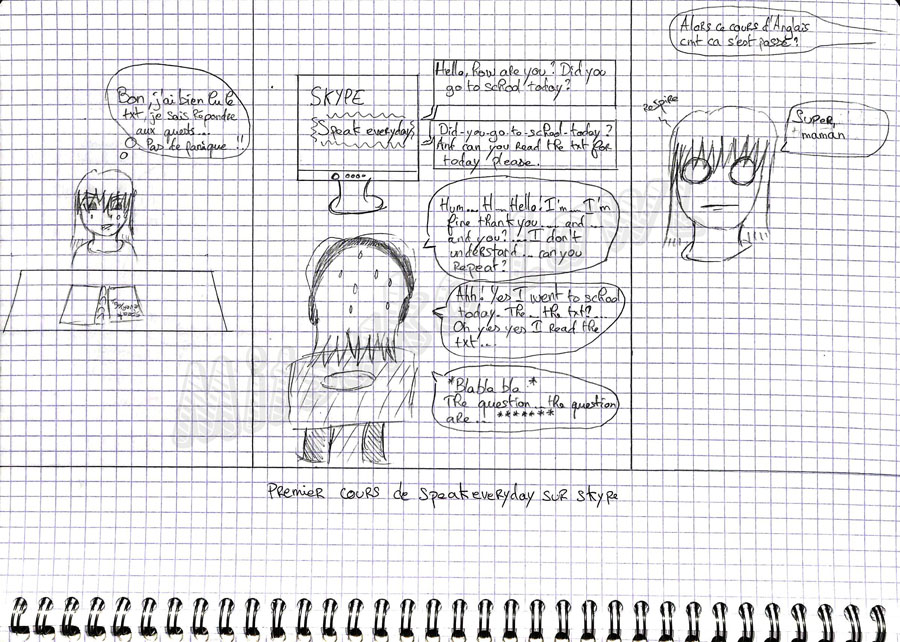 Bon, j'ai bien lu le
txt, je sais répondre
aux quests...
Pas de panique !!
SKYPE
Speak everyday
Hello, how are you? Did you
go to school today?
Did-you-go-to-school-today?
And can you read the txt for
today please..
Hum... H... Hello! I'm... I'm
fine thank you.... and...
and you?.... I don't
understand... can you
repeat?
Ahh! Yes I went to school
today. The... the txt?....
Oh yes yes I read the
txt...
*Blabla bla.*
The question... the question
are... *******
Alors ce cours d'Anglais
cmt ca s'est passé?
respire
SUPER
maman
Premier cours de Speakeveryday sur skype